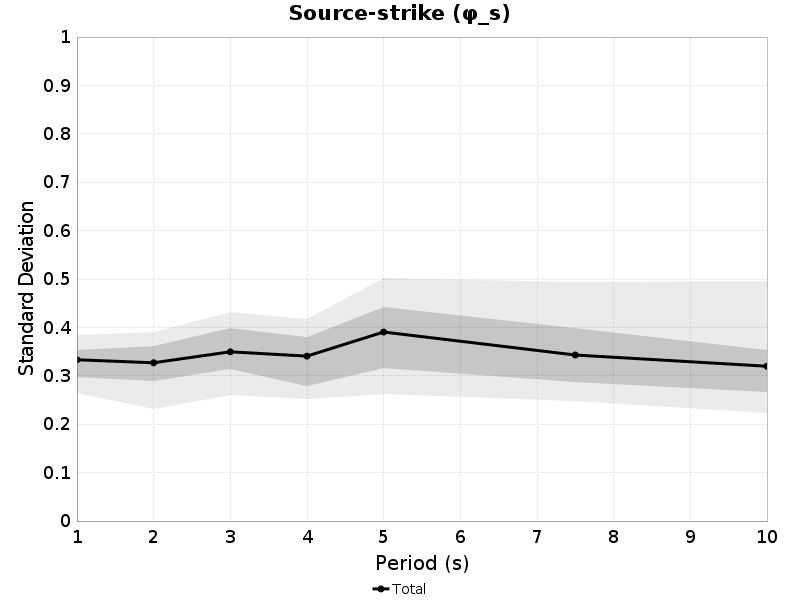 Source-strike (φ_s)
Standard Deviation
1
0.9
0.8
0.7
0.6
0.5
0.4
0.3
0.2
0.1
0
1 2 3 4 5 6 7 8 9 10
Period (s)
Total